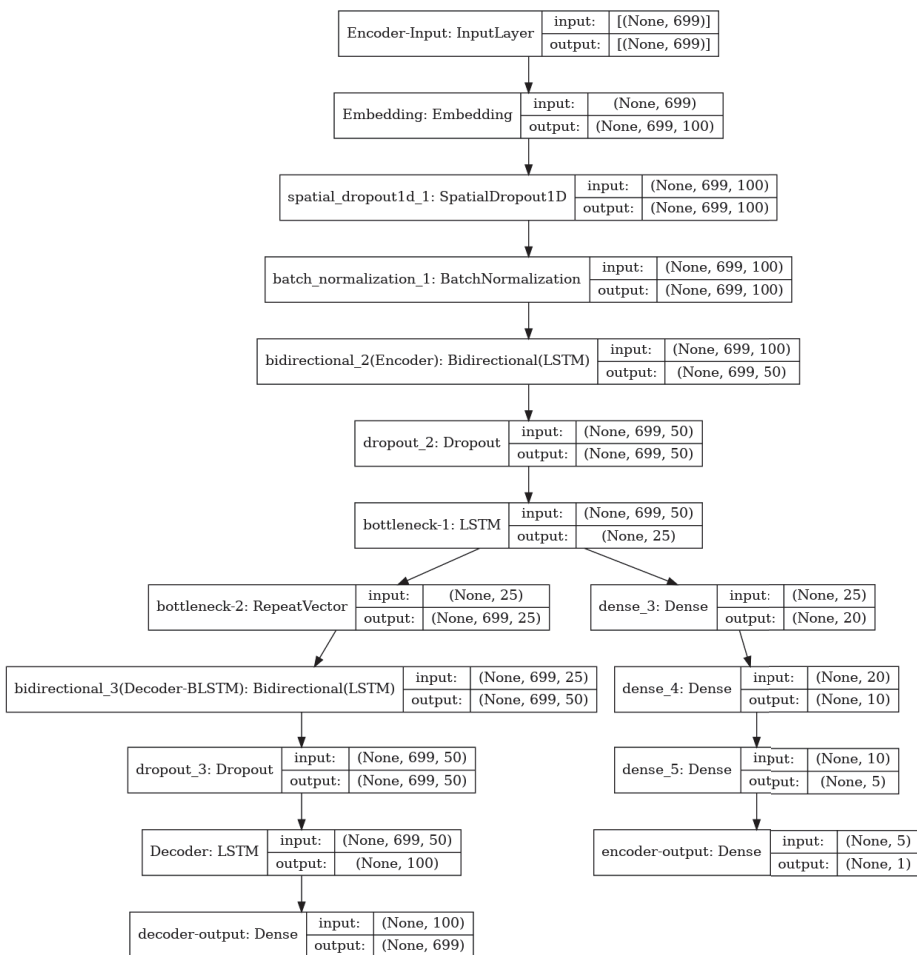 Encoder-Input: InputLayer
input: [(None, 699)]
output: [(None, 699)]
Embedding: Embedding
input: (None, 699)
output: (None, 699, 100)
spatial_dropout1d_1: SpatialDropout1D
input: (None, 699, 100)
output: (None, 699, 100)
batch_normalization_1: BatchNormalization
input: (None, 699, 100)
output: (None, 699, 100)
bidirectional_2(Encoder): Bidirectional(LSTM)
input: (None, 699, 100)
output: (None, 699, 50)
dropout_2: Dropout
input: (None, 699, 50)
output: (None, 699, 50)
bottleneck-1: LSTM
input: (None, 699, 50)
output: (None, 25)
bottleneck-2: RepeatVector
input: (None, 25)
output: (None, 699, 25)
dense_3: Dense
input: (None, 25)
output: (None, 20)
bidirectional_3(Decoder-BLSTM): Bidirectional(LSTM)
input: (None, 699, 25)
output: (None, 699, 50)
dense_4: Dense
input: (None, 20)
output: (None, 10)
dropout_3: Dropout
input: (None, 699, 50)
output: (None, 699, 50)
dense_5: Dense
input: (None, 10)
output: (None, 5)
Decoder: LSTM
input: (None, 699, 50)
output: (None, 100)
encoder-output: Dense
input: (None, 5)
output: (None, 1)
decoder-output: Dense
input: (None, 100)
output: (None, 699)